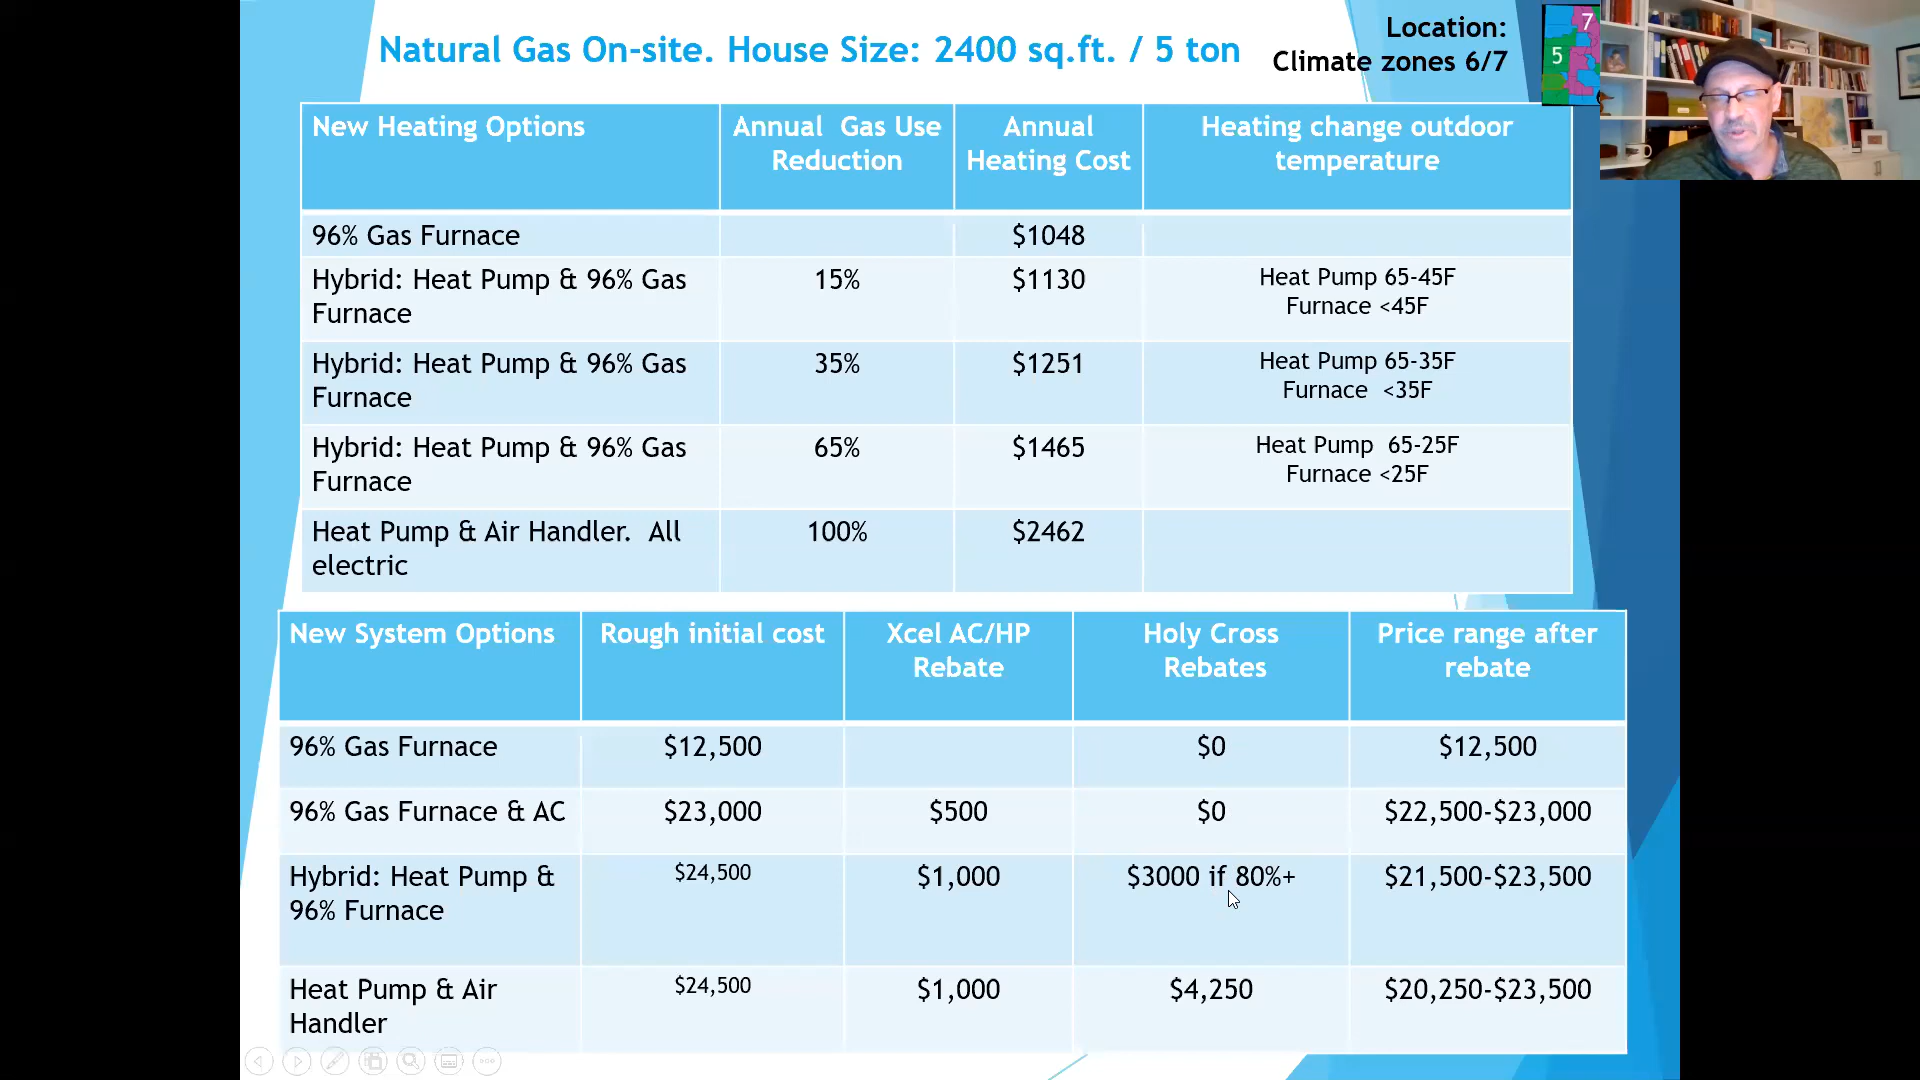 Natural Gas On-site. House Size: 2400 sq.ft. / 5 ton
Location:
Climate zones 6/7
7
5
New Heating Options
Annual Gas Use Reduction
Annual Heating Cost
Heating change outdoor temperature
96% Gas Furnace
$1048
Hybrid: Heat Pump & 96% Gas Furnace
15%
$1130
Heat Pump 65-45F
Furnace <45F
Hybrid: Heat Pump & 96% Gas Furnace
35%
$1251
Heat Pump 65-35F
Furnace <35F
Hybrid: Heat Pump & 96% Gas Furnace
65%
$1465
Heat Pump 65-25F
Furnace <25F
Heat Pump & Air Handler. All electric
100%
$2462
New System Options
Rough initial cost
Xcel AC/HP Rebate
Holy Cross Rebates
Price range after rebate
96% Gas Furnace
$12,500
$0
$12,500
96% Gas Furnace & AC
$23,000
$500
$0
$22,500-$23,000
Hybrid: Heat Pump & 96% Furnace
$24,500
$1,000
$3000 if 80%+
$21,500-$23,500
Heat Pump & Air Handler
$24,500
$1,000
$4,250
$20,250-$23,500